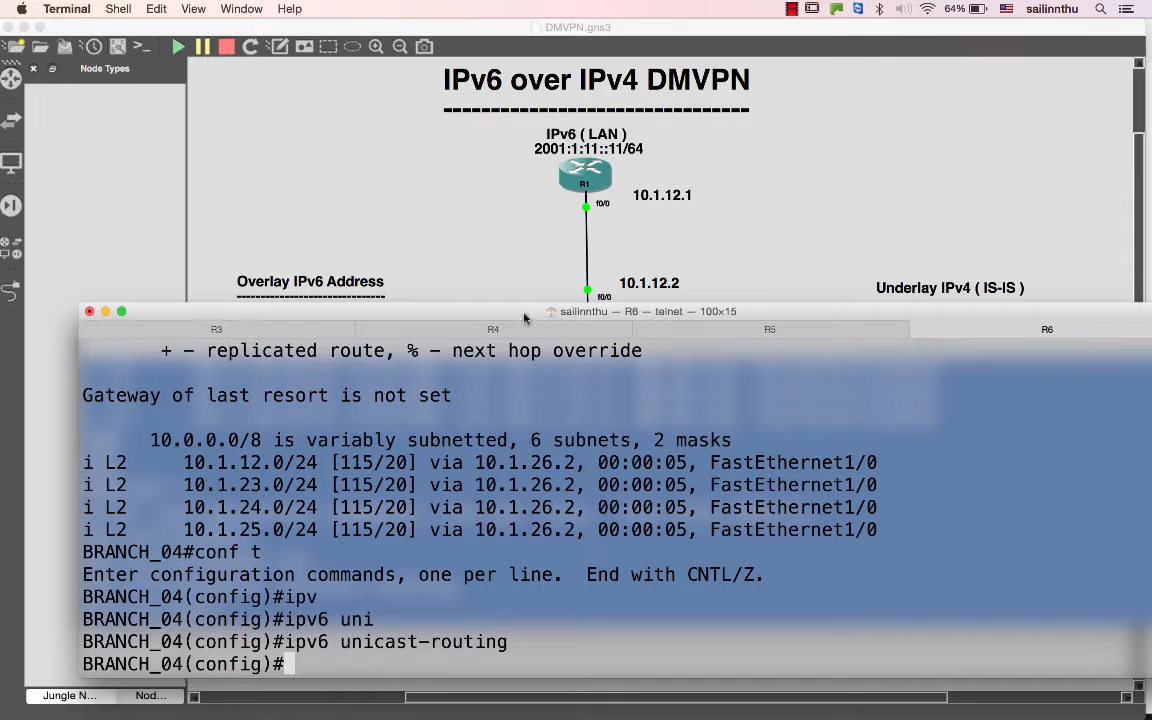 Terminal Shell Edit View Window Help 64% sailinnthu
DMVPN.gns3
Node Types
IPv6 over IPv4 DMVPN
----------------------------------
IPv6 ( LAN )
2001:1:11::11/64
R1
10.1.12.1
f0/0
Overlay IPv6 Address
10.1.12.2
Underlay IPv4 ( IS-IS )
f0/0
sailinnthu — R6 — telnet — 100×15
R3 R4 R5 R6
+ - replicated route, % - next hop override
Gateway of last resort is not set
10.0.0.0/8 is variably subnetted, 6 subnets, 2 masks
i L2 10.1.12.0/24 [115/20] via 10.1.26.2, 00:00:05, FastEthernet1/0
i L2 10.1.23.0/24 [115/20] via 10.1.26.2, 00:00:05, FastEthernet1/0
i L2 10.1.24.0/24 [115/20] via 10.1.26.2, 00:00:05, FastEthernet1/0
i L2 10.1.25.0/24 [115/20] via 10.1.26.2, 00:00:05, FastEthernet1/0
BRANCH_04#conf t
Enter configuration commands, one per line. End with CNTL/Z.
BRANCH_04(config)#ipv
BRANCH_04(config)#ipv6 uni
BRANCH_04(config)#ipv6 unicast-routing
BRANCH_04(config)#
Jungle N... Nod...